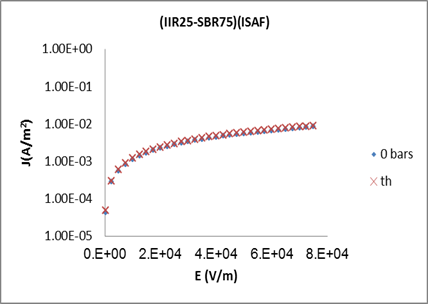 (IIR25-SBR75)(ISAF)
1.00E+00
1.00E-01
1.00E-02
1.00E-03
1.00E-04
1.00E-05
J(A/m²)
0.E+00 2.E+04 4.E+04 6.E+04 8.E+04
E (V/m)
0 bars
th